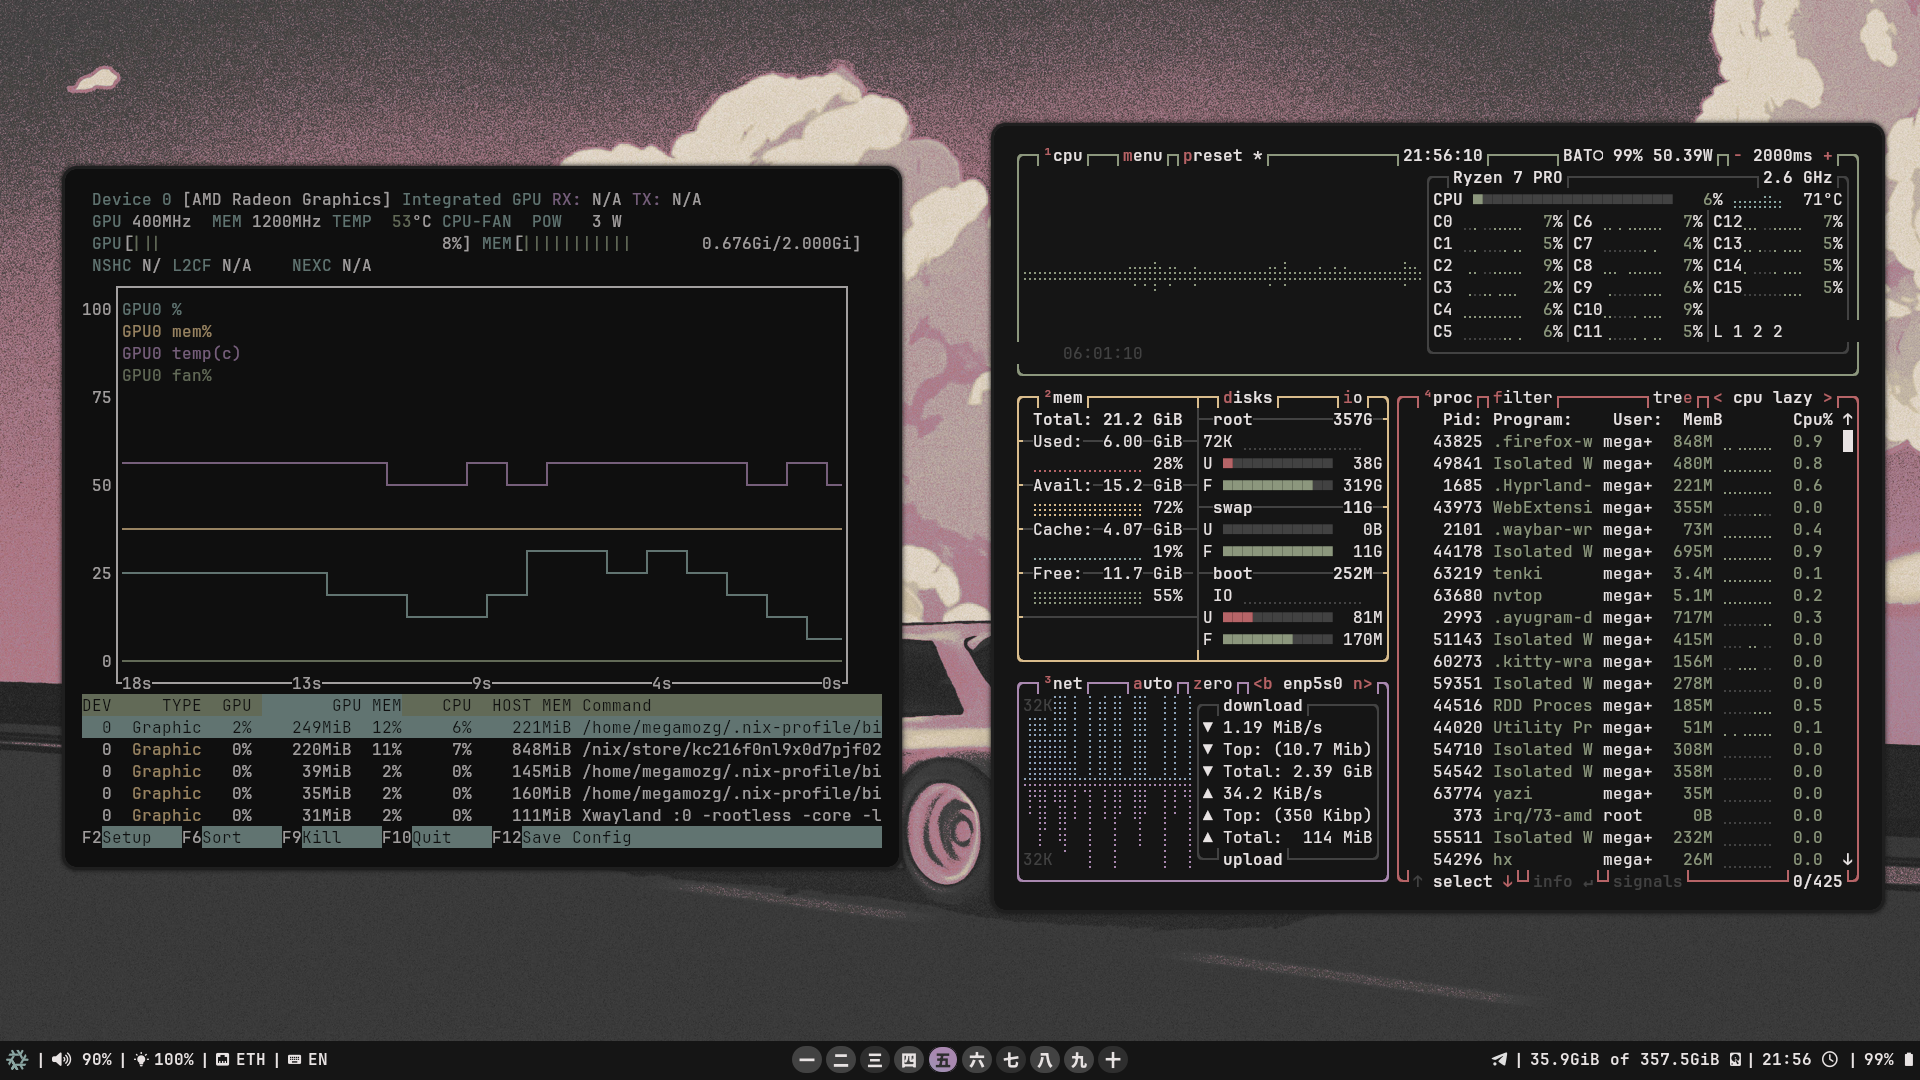 Device 0 [AMD Radeon Graphics] Integrated GPU RX: N/A TX: N/A
GPU 400MHz MEM 1200MHz TEMP 53°C CPU-FAN POW 3 W
GPU[||| 8%] MEM[||||||||||| 0.676Gi/2.000Gi]
NSHC N/ L2CF N/A NEXC N/A
100 GPU0 %
GPU0 mem%
GPU0 temp(c)
GPU0 fan%
75
50
25
0
18s 13s 9s 4s 0s
DEV TYPE GPU GPU MEM CPU HOST MEM Command
0 Graphic 2% 249MiB 12% 6% 221MiB /home/megamozg/.nix-profile/bi
0 Graphic 0% 220MiB 11% 7% 848MiB /nix/store/kc216f0nl9x0d7pjf02
0 Graphic 0% 39MiB 2% 0% 145MiB /home/megamozg/.nix-profile/bi
0 Graphic 0% 35MiB 2% 0% 160MiB /home/megamozg/.nix-profile/bi
0 Graphic 0% 31MiB 2% 0% 111MiB Xwayland :0 -rootless -core -l
F2Setup F6Sort F9Kill F10Quit F12Save Config
¹cpu menu preset * 21:56:10 BAT○ 99% 50.39W - 2000ms +
Ryzen 7 PRO 2.6 GHz
CPU 6% 71°C
C0 7% C6 7% C12 7%
C1 5% C7 4% C13 5%
C2 9% C8 7% C14 5%
C3 2% C9 6% C15 5%
C4 6% C10 9%
C5 6% C11 5% L 1 2 2
06:01:10
²mem disks io
Total: 21.2 GiB root 357G
Used: 6.00 GiB 72K
28% U 38G
Avail: 15.2 GiB F 319G
72% swap 11G
Cache: 4.07 GiB U 0B
19% F 11G
Free: 11.7 GiB boot 252M
55% IO
U 81M
F 170M
³net auto zero <b enp5s0 n>
32K download
▼ 1.19 MiB/s
▼ Top: (10.7 Mib)
▼ Total: 2.39 GiB
▲ 34.2 KiB/s
▲ Top: (350 Kibp)
▲ Total: 114 MiB
32K upload
⁴proc filter tree < cpu lazy >
Pid: Program: User: MemB Cpu% ↑
43825 .firefox-w mega+ 848M 0.9
49841 Isolated W mega+ 480M 0.8
1685 .Hyprland- mega+ 221M 0.6
43973 WebExtensi mega+ 355M 0.0
2101 .waybar-wr mega+ 73M 0.4
44178 Isolated W mega+ 695M 0.9
63219 tenki mega+ 3.4M 0.1
63680 nvtop mega+ 5.1M 0.2
2993 .ayugram-d mega+ 717M 0.3
51143 Isolated W mega+ 415M 0.0
60273 .kitty-wra mega+ 156M 0.0
59351 Isolated W mega+ 278M 0.0
44516 RDD Proces mega+ 185M 0.5
44020 Utility Pr mega+ 51M 0.1
54710 Isolated W mega+ 308M 0.0
54542 Isolated W mega+ 358M 0.0
63774 yazi mega+ 35M 0.0
373 irq/73-amd root 0B 0.0
55511 Isolated W mega+ 232M 0.0
54296 hx mega+ 26M 0.0 ↓
↑ select ↓ info ↵ signals 0/425
| 90% | 100% | ETH | EN
一 二 三 四 五 六 七 八 九 十
| 35.9GiB of 357.5GiB | 21:56 | 99%